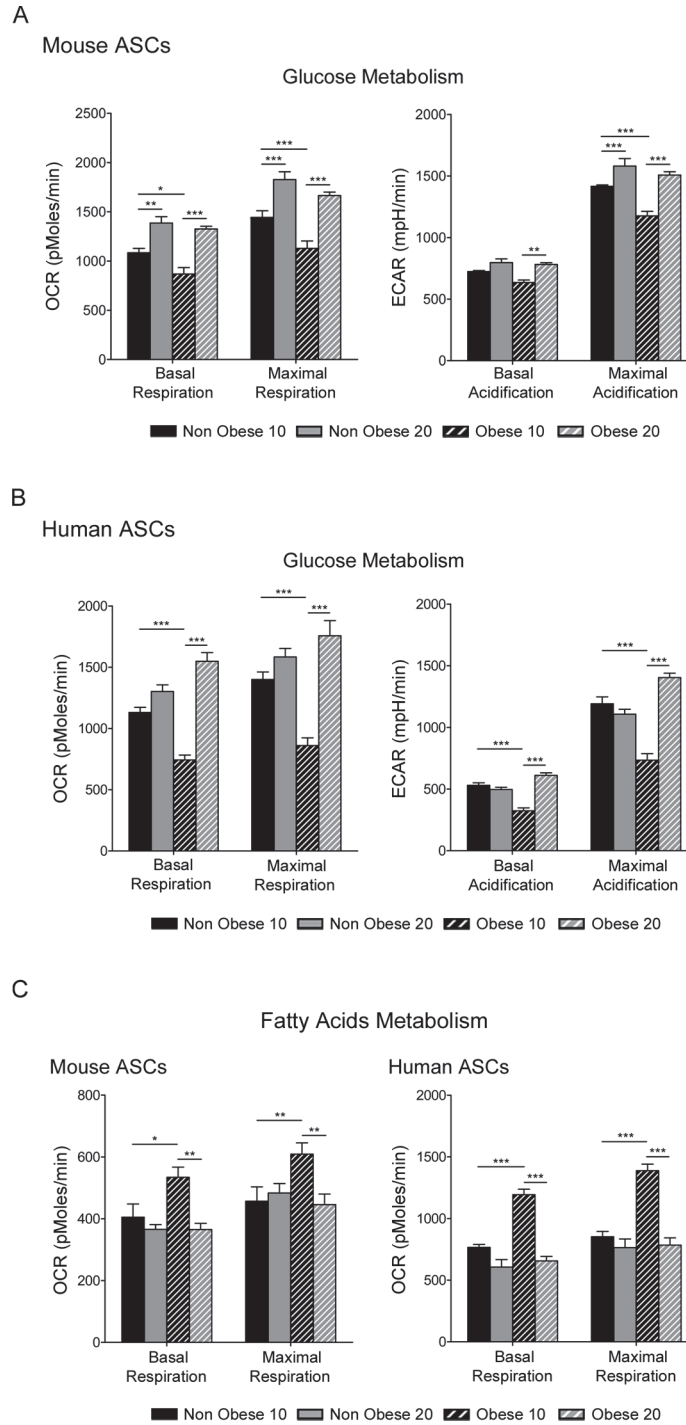 A
Mouse ASCs
Glucose Metabolism
OCR (pMoles/min)
2500
2000
1500
1000
500
0
*
**
***
***
***
***
Basal
Respiration
Maximal
Respiration
ECAR (mpH/min)
2000
1500
1000
500
0
**
***
***
***
Basal
Acidification
Maximal
Acidification
Non Obese 10 Non Obese 20 Obese 10 Obese 20
B
Human ASCs
Glucose Metabolism
OCR (pMoles/min)
2000
1500
1000
500
0
***
***
***
***
Basal
Respiration
Maximal
Respiration
ECAR (mpH/min)
2000
1500
1000
500
0
***
***
***
***
Basal
Acidification
Maximal
Acidification
Non Obese 10 Non Obese 20 Obese 10 Obese 20
C
Fatty Acids Metabolism
Mouse ASCs
OCR (pMoles/min)
800
600
400
200
0
*
**
**
**
Basal
Respiration
Maximal
Respiration
Human ASCs
OCR (pMoles/min)
2000
1500
1000
500
0
***
***
***
***
Basal
Respiration
Maximal
Respiration
Non Obese 10 Non Obese 20 Obese 10 Obese 20